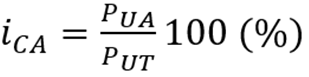 i_CA = P_UA / P_UT 100 (%)